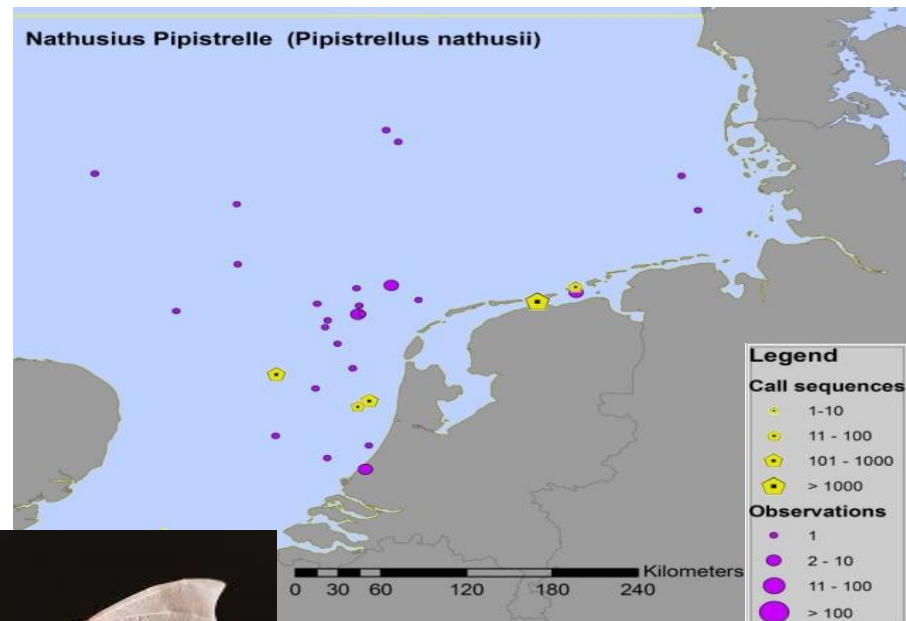 Nathusius Pipistrelle (Pipistrellus nathusii)
Legend
Call sequences
1-10
11 - 100
101 - 1000
> 1000
Observations
1
2 - 10
11 - 100
> 100
Kilometers
0 30 60 120 180 240